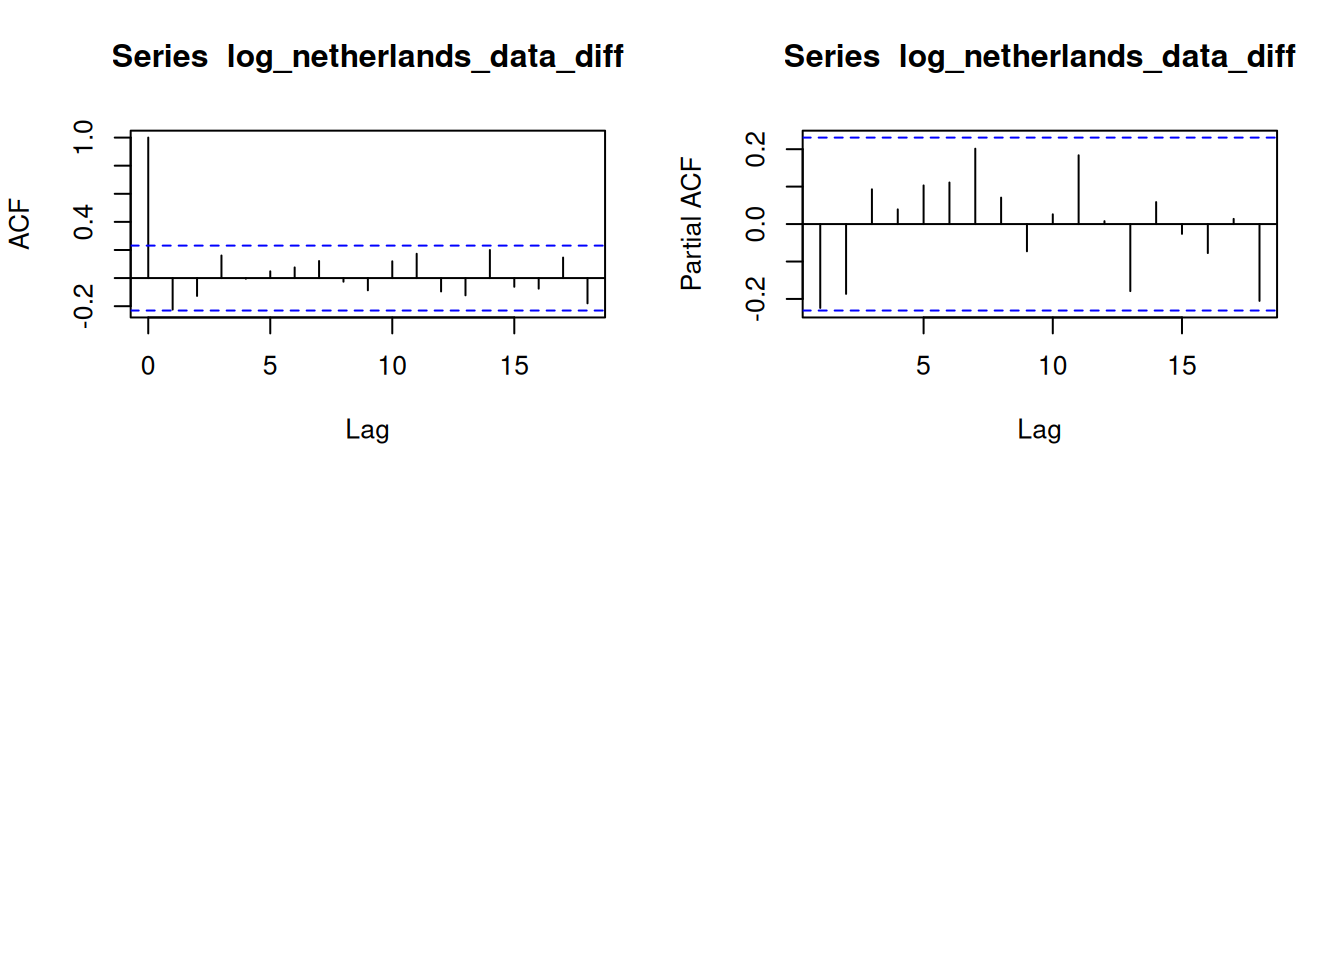 Series  log_netherlands_data_diff
ACF
1.0
0.4
-0.2
0 5 10 15
Lag
Series  log_netherlands_data_diff
Partial ACF
0.2
0.0
-0.2
5 10 15
Lag